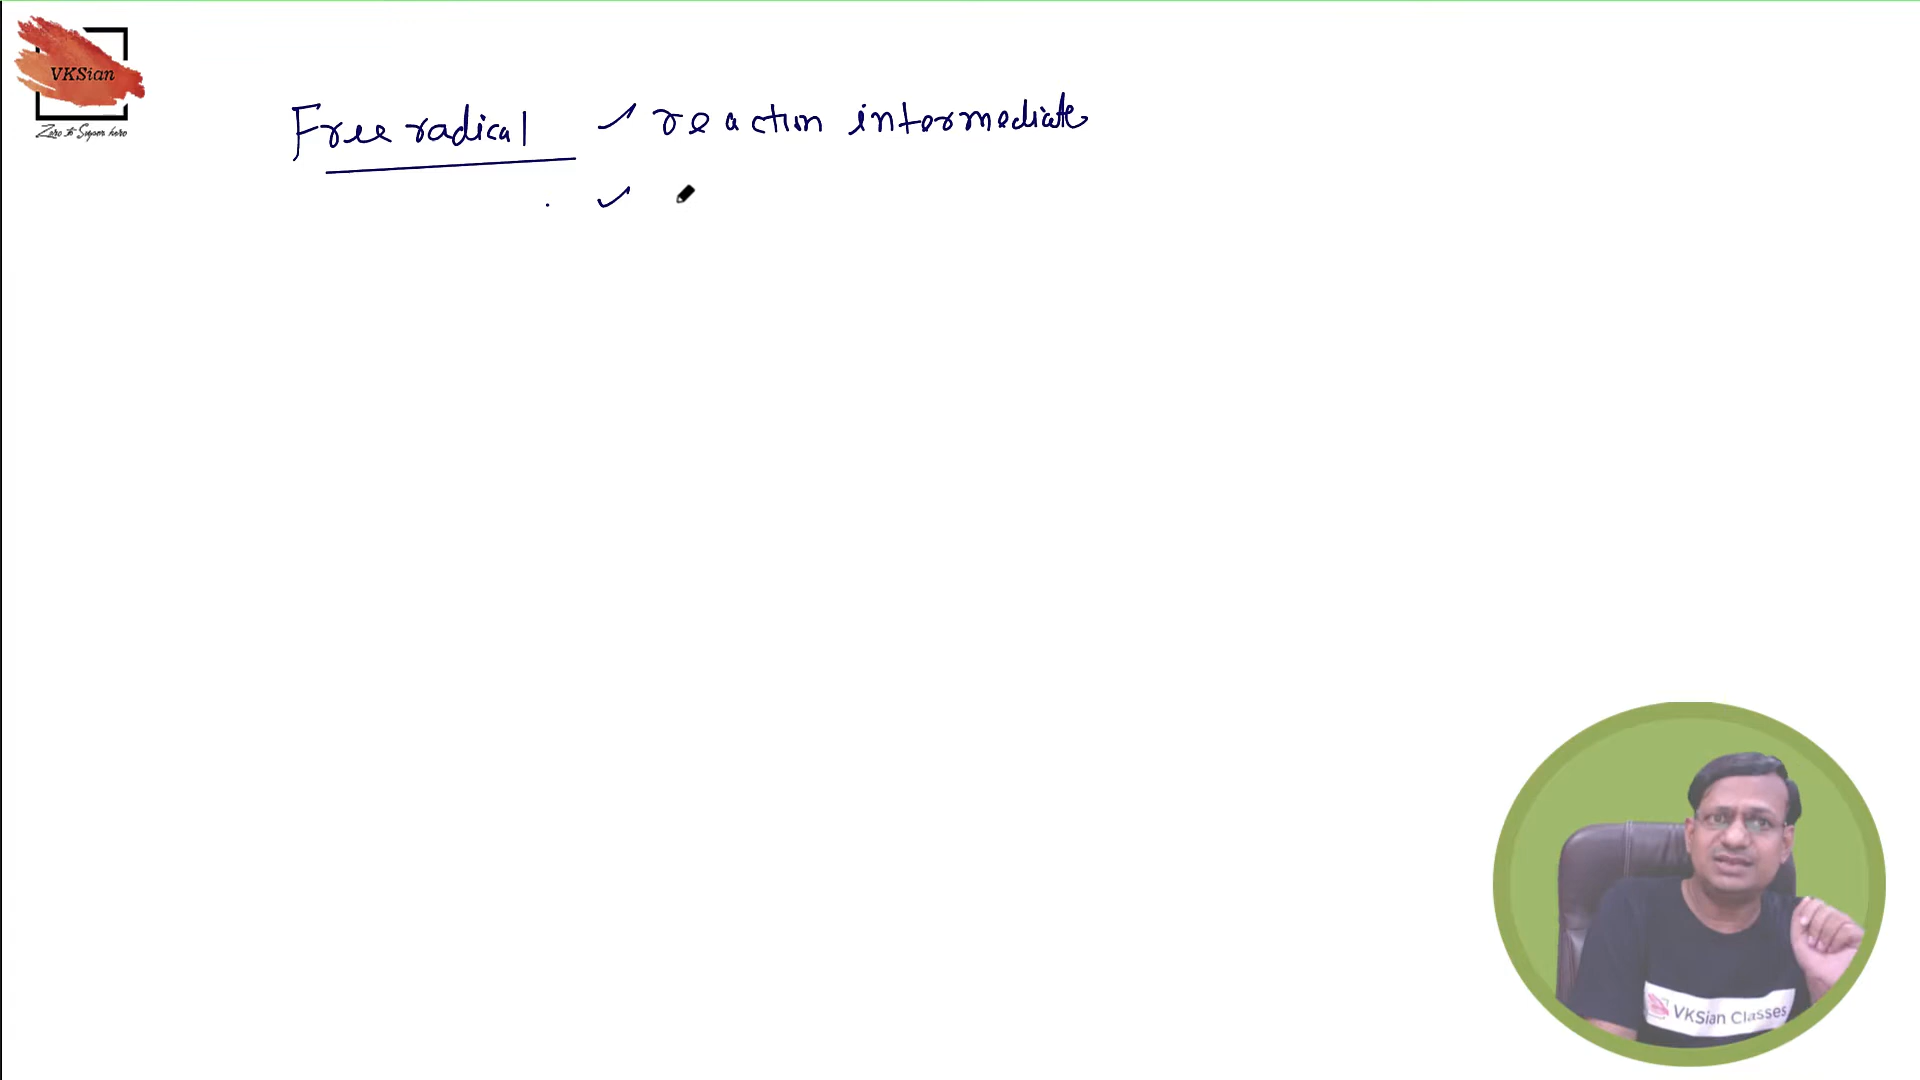 VKSian
Zero to Super hero
Free radical ✓ reaction intermediate
✓
VKSian Classes